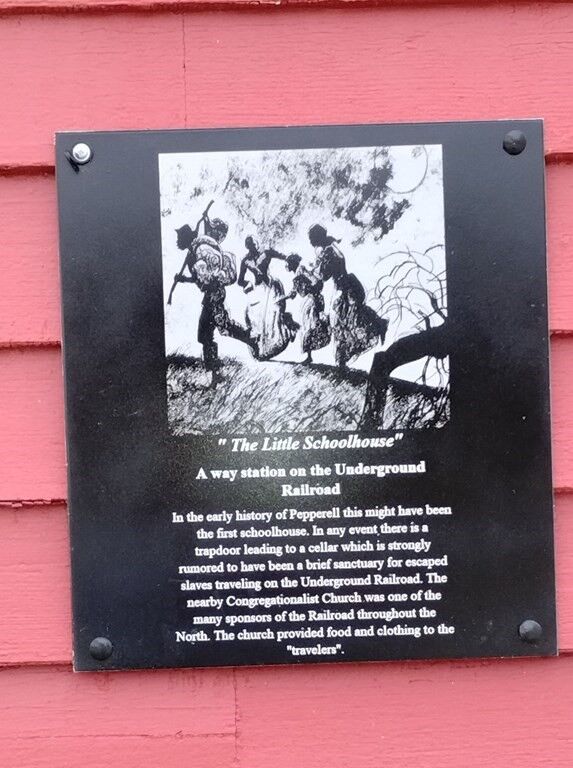 " The Little Schoolhouse"
A way station on the Underground
Railroad
In the early history of Pepperell this might have been
the first schoolhouse. In any event there is a
trapdoor leading to a cellar which is strongly
rumored to have been a brief sanctuary for escaped
slaves traveling on the Underground Railroad. The
nearby Congregationalist Church was one of the
many sponsors of the Railroad throughout the
North. The church provided food and clothing to the
"travelers".